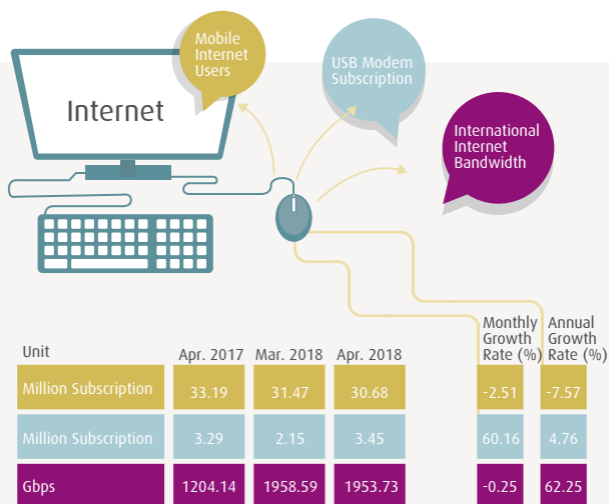 Mobile
Internet
Users
USB Modem
Subscription
Internet
International
Internet
Bandwidth
Unit Apr. 2017 Mar. 2018 Apr. 2018 Monthly Growth Rate (%) Annual Growth Rate (%)
Million Subscription 33.19 31.47 30.68 -2.51 -7.57
Million Subscription 3.29 2.15 3.45 60.16 4.76
Gbps 1204.14 1958.59 1953.73 -0.25 62.25